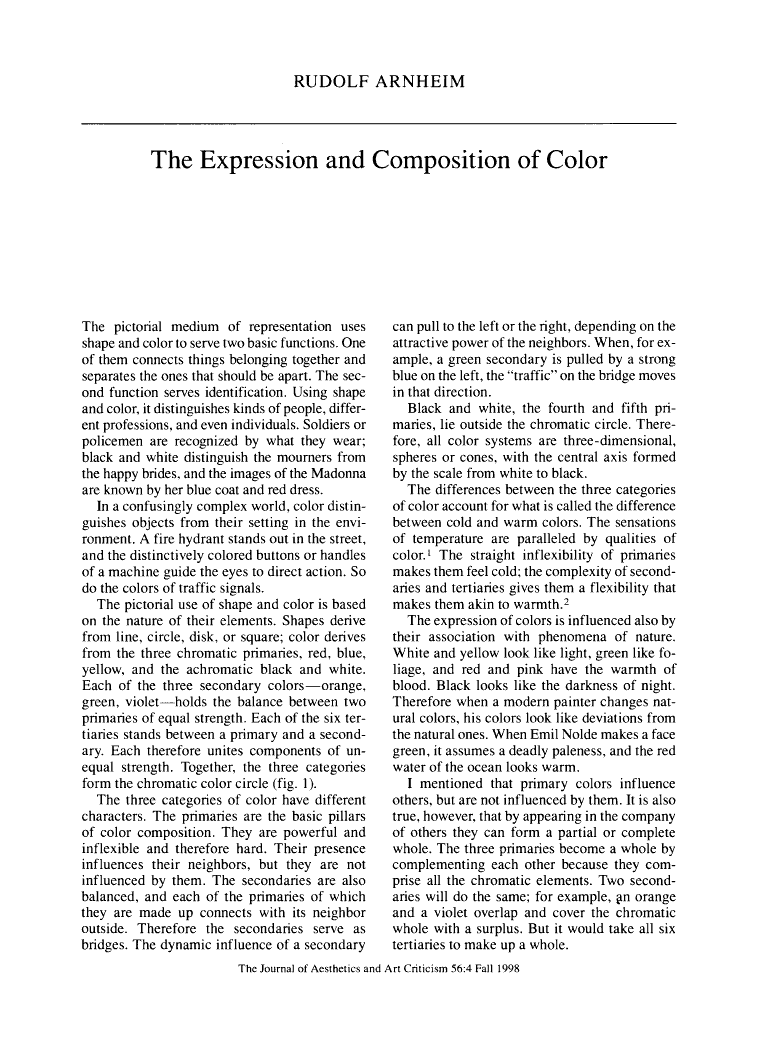 RUDOLF ARNHEIM
The Expression and Composition of Color
The pictorial medium of representation uses
shape and color to serve two basic functions. One
of them connects things belonging together and
separates the ones that should be apart. The sec-
ond function serves identification. Using shape
and color, it distinguishes kinds of people, differ-
ent professions, and even individuals. Soldiers or
policemen are recognized by what they wear;
black and white distinguish the mourners from
the happy brides, and the images of the Madonna
are known by her blue coat and red dress.
In a confusingly complex world, color distin-
guishes objects from their setting in the envi-
ronment. A fire hydrant stands out in the street,
and the distinctively colored buttons or handles
of a machine guide the eyes to direct action. So
do the colors of traffic signals.
The pictorial use of shape and color is based
on the nature of their elements. Shapes derive
from line, circle, disk, or square; color derives
from the three chromatic primaries, red, blue,
yellow, and the achromatic black and white.
Each of the three secondary colors—orange,
green, violet—holds the balance between two
primaries of equal strength. Each of the six ter-
tiaries stands between a primary and a second-
ary. Each therefore unites components of un-
equal strength. Together, the three categories
form the chromatic color circle (fig. 1).
The three categories of color have different
characters. The primaries are the basic pillars
of color composition. They are powerful and
inflexible and therefore hard. Their presence
influences their neighbors, but they are not
influenced by them. The secondaries are also
balanced, and each of the primaries of which
they are made up connects with its neighbor
outside. Therefore the secondaries serve as
bridges. The dynamic influence of a secondary
can pull to the left or the right, depending on the
attractive power of the neighbors. When, for ex-
ample, a green secondary is pulled by a strong
blue on the left, the “traffic” on the bridge moves
in that direction.
Black and white, the fourth and fifth pri-
maries, lie outside the chromatic circle. There-
fore, all color systems are three-dimensional,
spheres or cones, with the central axis formed
by the scale from white to black.
The differences between the three categories
of color account for what is called the difference
between cold and warm colors. The sensations
of temperature are paralleled by qualities of
color.1 The straight inflexibility of primaries
makes them feel cold; the complexity of second-
aries and tertiaries gives them a flexibility that
makes them akin to warmth.2
The expression of colors is influenced also by
their association with phenomena of nature.
White and yellow look like light, green like fo-
liage, and red and pink have the warmth of
blood. Black looks like the darkness of night.
Therefore when a modern painter changes nat-
ural colors, his colors look like deviations from
the natural ones. When Emil Nolde makes a face
green, it assumes a deadly paleness, and the red
water of the ocean looks warm.
I mentioned that primary colors influence
others, but are not influenced by them. It is also
true, however, that by appearing in the company
of others they can form a partial or complete
whole. The three primaries become a whole by
complementing each other because they com-
prise all the chromatic elements. Two second-
aries will do the same; for example, an orange
and a violet overlap and cover the chromatic
whole with a surplus. But it would take all six
tertiaries to make up a whole.
The Journal of Aesthetics and Art Criticism 56:4 Fall 1998